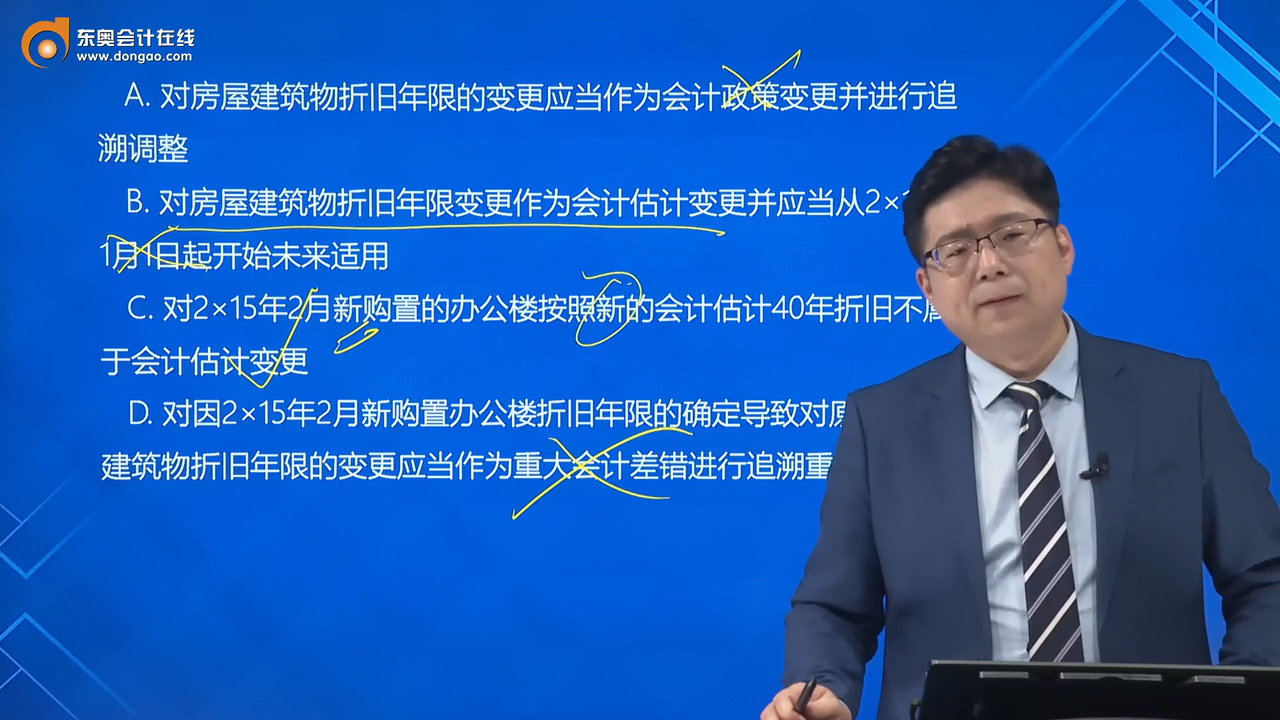 东奥会计在线
www.dongao.com
A. 对房屋建筑物折旧年限的变更应当作为会计政策变更并进行追
溯调整
B. 对房屋建筑物折旧年限变更作为会计估计变更并应当从2×
1月1日起开始未来适用
C. 对2×15年2月新购置的办公楼按照新的会计估计40年折旧不
于会计估计变更
D. 对因2×15年2月新购置办公楼折旧年限的确定导致对
建筑物折旧年限的变更应当作为重大会计差错进行追溯重